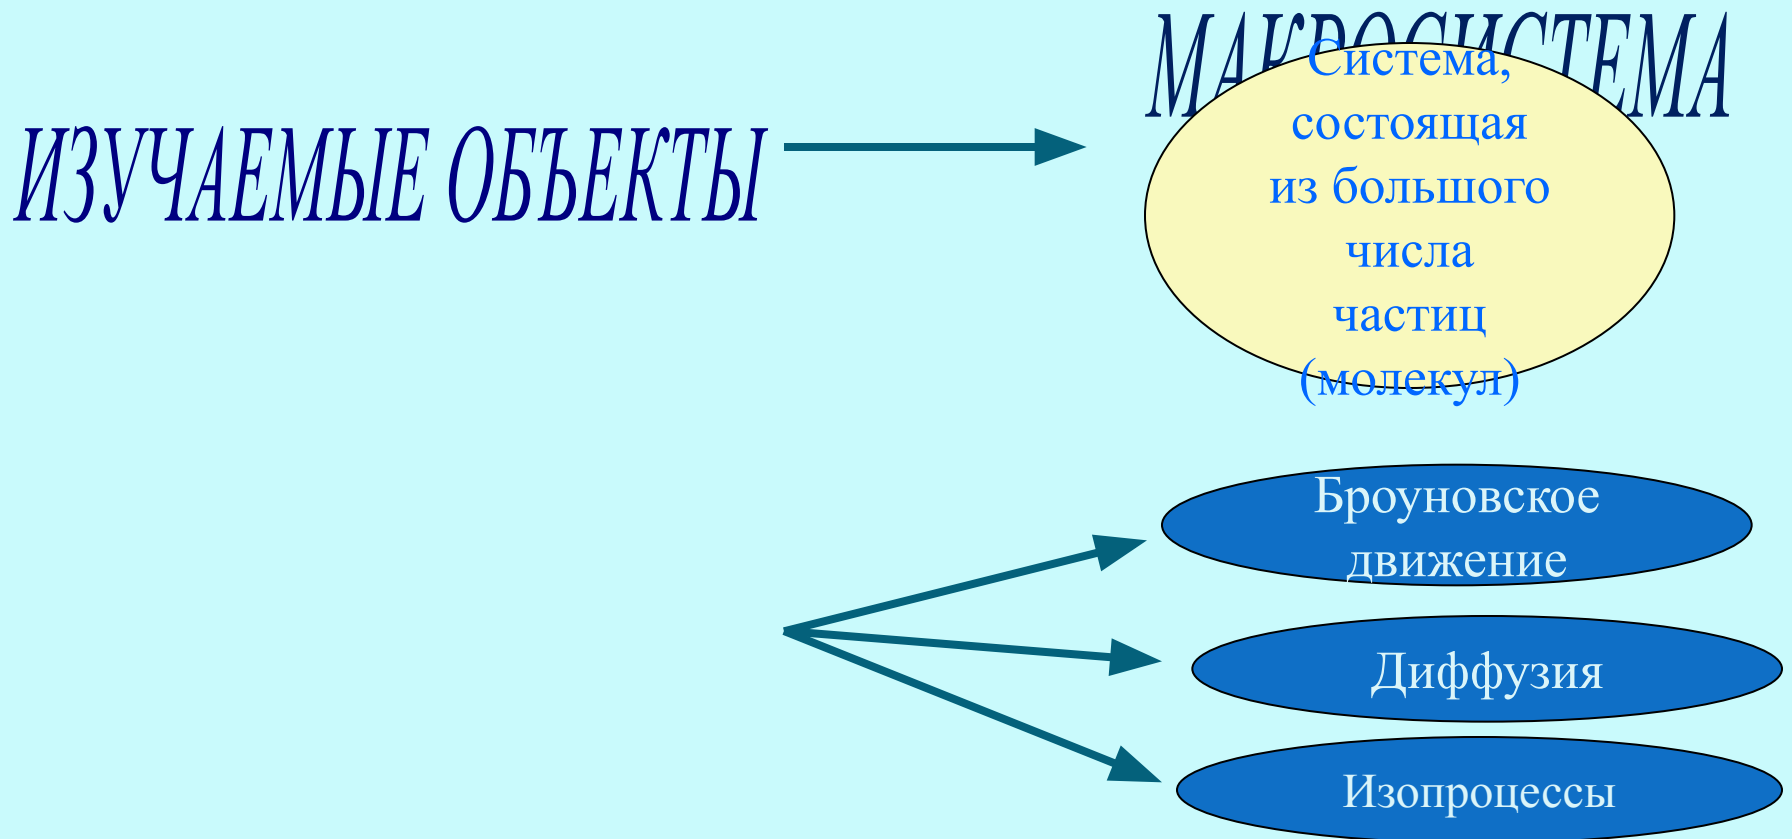 МАКРОСИСТЕМА
ИЗУЧАЕМЫЕ ОБЪЕКТЫ
Система,
состоящая
из большого
числа
частиц
(молекул)
Броуновское
движение
Диффузия
Изопроцессы